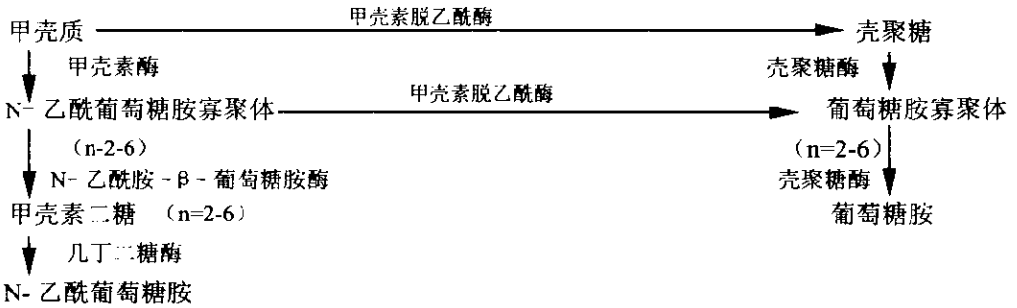 甲壳素脱乙酰酶
甲壳质 壳聚糖
甲壳素酶 壳聚糖酶
甲壳素脱乙酰酶
N- 乙酰葡萄糖胺寡聚体 葡萄糖胺寡聚体
(n-2-6) (n=2-6)
N- 乙酰胺 - β - 葡萄糖胺酶 壳聚糖酶
甲壳素二糖 (n=2-6) 葡萄糖胺
几丁二糖酶
N- 乙酰葡萄糖胺